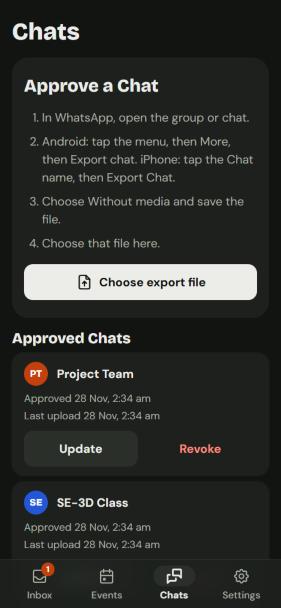 Chats
Approve a Chat
1. In WhatsApp, open the group or chat.
2. Android: tap the menu, then More,
then Export chat. iPhone: tap the Chat
name, then Export Chat.
3. Choose Without media and save the
file.
4. Choose that file here.
Choose export file
Approved Chats
PT Project Team
Approved 28 Nov, 2:34 am
Last upload 28 Nov, 2:34 am
Update Revoke
SE SE-3D Class
Approved 28 Nov, 2:34 am
Last upload 28 Nov, 2:34 am
1
Inbox Events Chats Settings